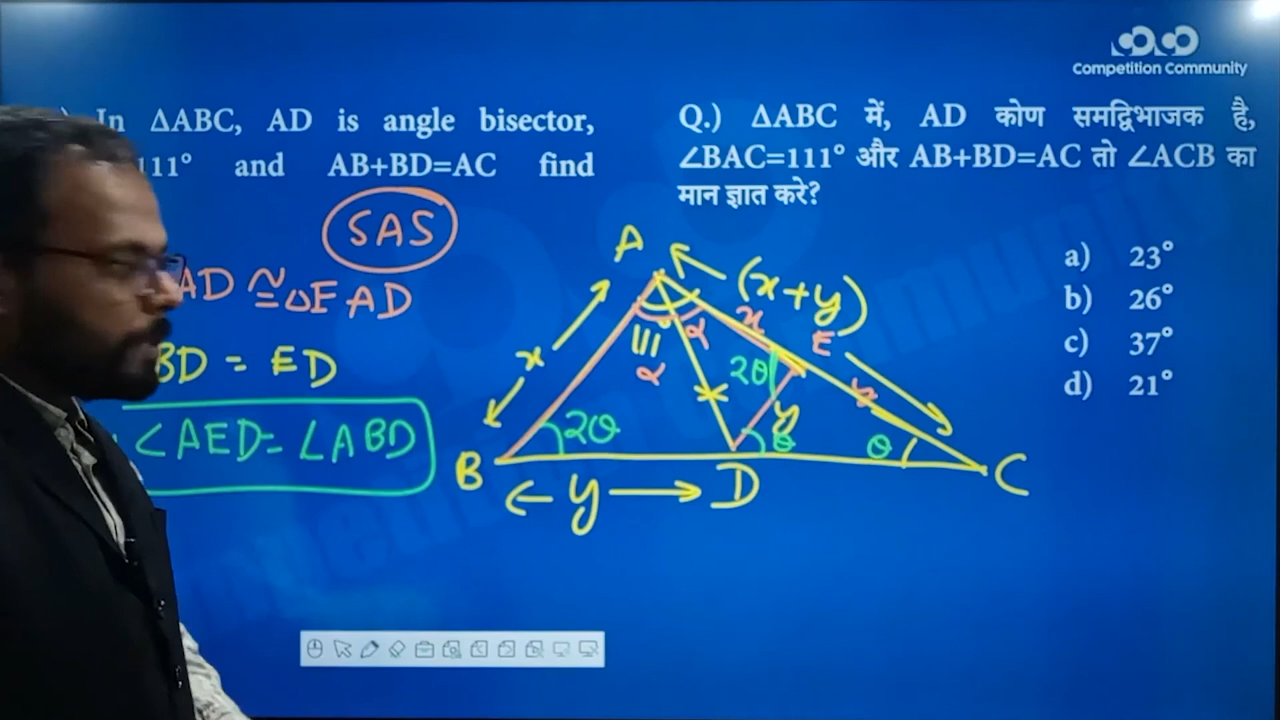 Competition Community
In ΔABC, AD is angle bisector,
11° and AB+BD=AC find
Q.) ΔABC में, AD कोण समद्विभाजक है,
∠BAC=111° और AB+BD=AC तो ∠ACB का
मान ज्ञात करे?
a) 23°
b) 26°
c) 37°
d) 21°
SAS
AD ≅ ΔEAD
BD = ED
∠AED = ∠ABD
A
(x+y)
x
x
E
111
α
α
2θ
y
y
2θ
θ
θ
B
D
C
y